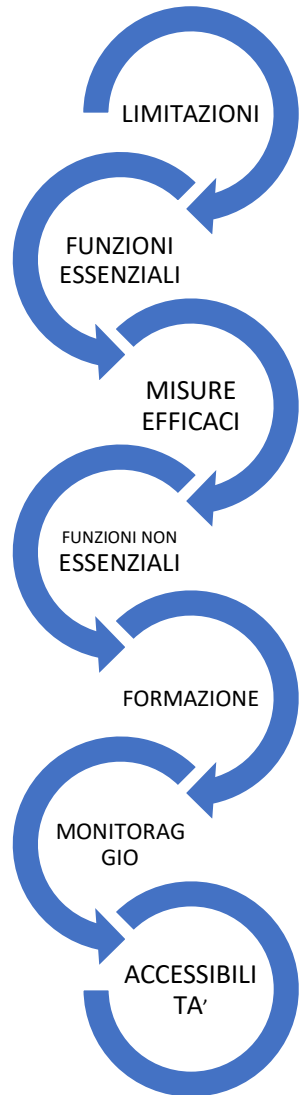 LIMITAZIONI
FUNZIONI
ESSENZIALI
MISURE
EFFICACI
FUNZIONI NON
ESSENZIALI
FORMAZIONE
MONITORAG
GIO
ACCESSIBILI
TA’